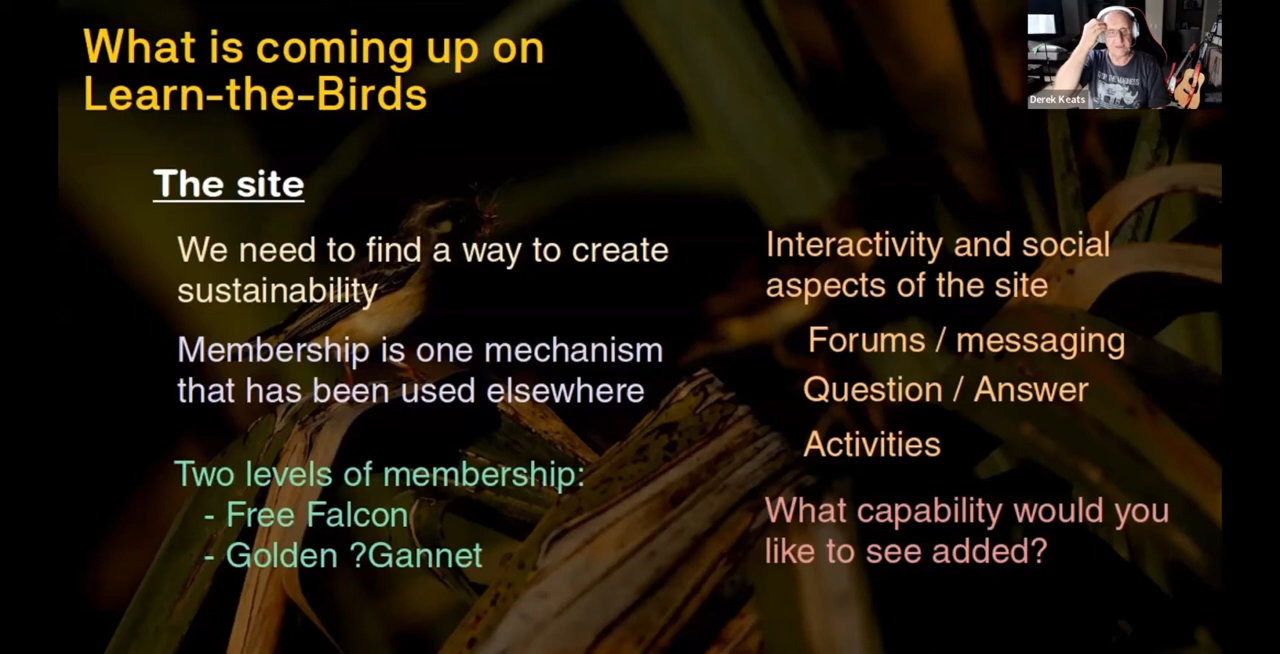 What is coming up on
Learn-the-Birds
Derek Keats
The site
We need to find a way to create
sustainability
Membership is one mechanism
that has been used elsewhere
Two levels of membership:
- Free Falcon
- Golden ?Gannet
Interactivity and social
aspects of the site
Forums / messaging
Question / Answer
Activities
What capability would you
like to see added?